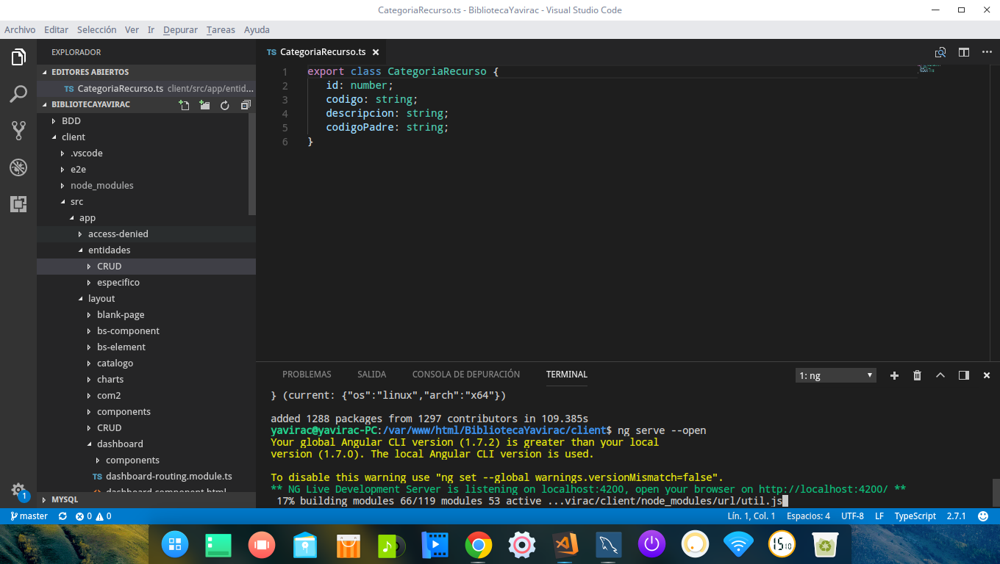 CategoriaRecurso.ts - BibliotecaYavirac - Visual Studio Code
Archivo Editar Selección Ver Ir Depurar Tareas Ayuda
EXPLORADOR
EDITORES ABIERTOS
TS CategoriaRecurso.ts client/src/app/entid...
BIBLIOTECAYAVIRAC
BDD
client
.vscode
e2e
node_modules
src
app
access-denied
entidades
CRUD
especifico
layout
blank-page
bs-component
bs-element
catalogo
charts
com2
components
CRUD
dashboard
components
TS dashboard-routing.module.ts
dashboard.component.html
MYSQL
1
TS CategoriaRecurso.ts
1 export class CategoriaRecurso {
2 id: number;
3 codigo: string;
4 descripcion: string;
5 codigoPadre: string;
6 }
PROBLEMAS SALIDA CONSOLA DE DEPURACIÓN TERMINAL 1: ng
} (current: {"os":"linux","arch":"x64"})
added 1288 packages from 1297 contributors in 109.385s
yavirac@yavirac-PC:/var/www/html/BibliotecaYavirac/client$ ng serve --open
Your global Angular CLI version (1.7.2) is greater than your local
version (1.7.0). The local Angular CLI version is used.
To disable this warning use "ng set --global warnings.versionMismatch=false".
** NG Live Development Server is listening on localhost:4200, open your browser on http://localhost:4200/ **
17% building modules 66/119 modules 53 active ...virac/client/node_modules/url/util.js
master 0 0 Lín. 1, Col. 1 Espacios: 4 UTF-8 LF TypeScript 2.7.1
15 10